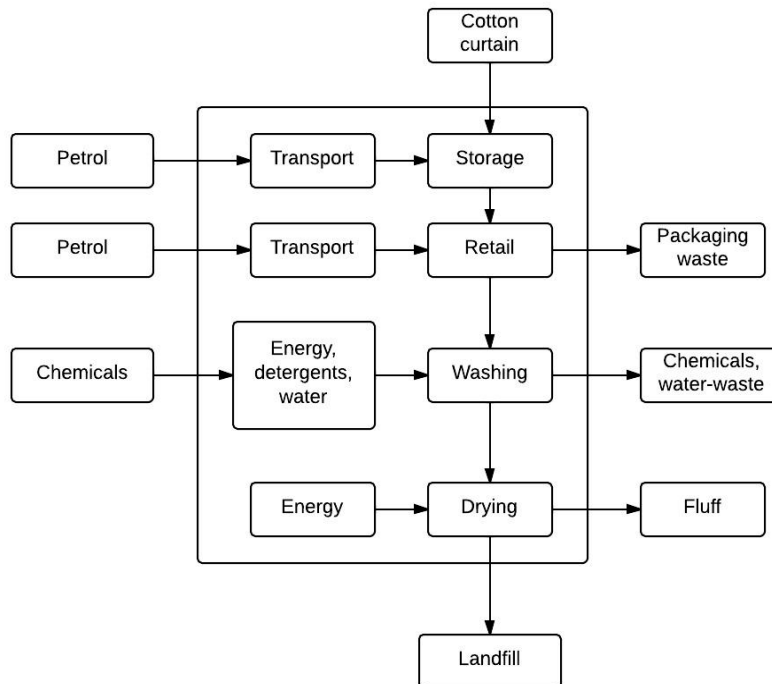 Cotton
curtain
Petrol
Transport
Storage
Petrol
Transport
Retail
Packaging
waste
Chemicals
Energy,
detergents,
water
Washing
Chemicals,
water-waste
Energy
Drying
Fluff
Landfill